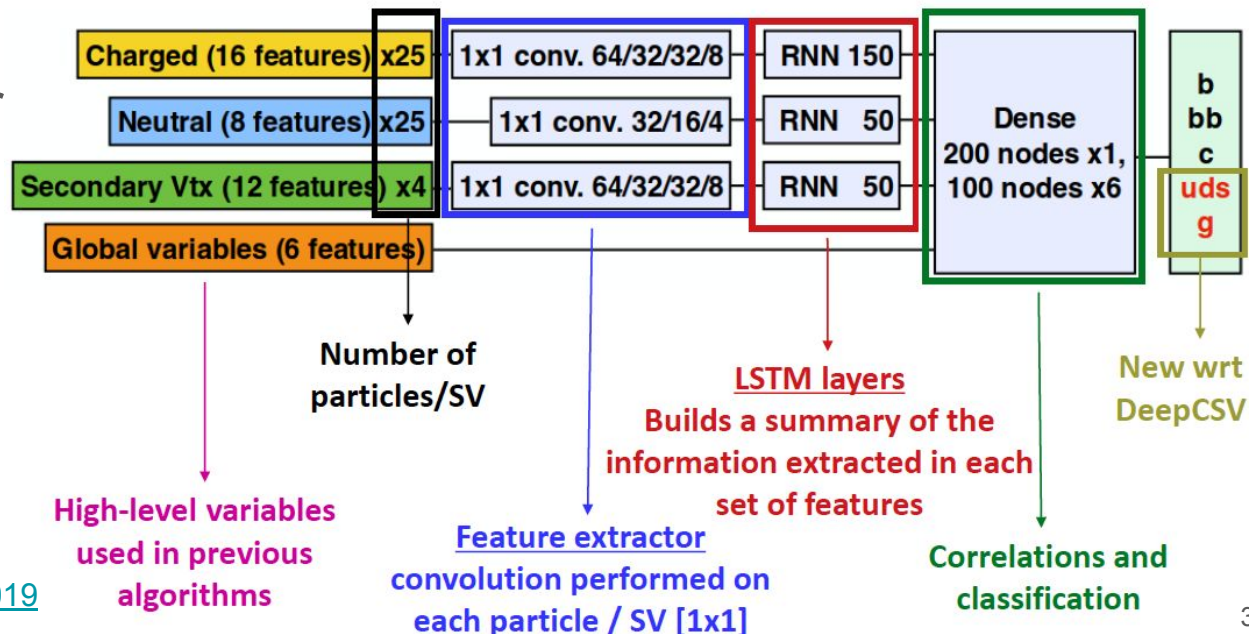 Charged (16 features) x25
1x1 conv. 64/32/32/8
RNN 150
Neutral (8 features) x25
1x1 conv. 32/16/4
RNN 50
Secondary Vtx (12 features) x4
1x1 conv. 64/32/32/8
RNN 50
Global variables (6 features)
Dense
200 nodes x1,
100 nodes x6
b
bb
c
uds
g
Number of
particles/SV
LSTM layers
Builds a summary of the
information extracted in each
set of features
New wrt
DeepCSV
High-level variables
used in previous
algorithms
Feature extractor
convolution performed on
each particle / SV [1x1]
Correlations and
classification
019
3